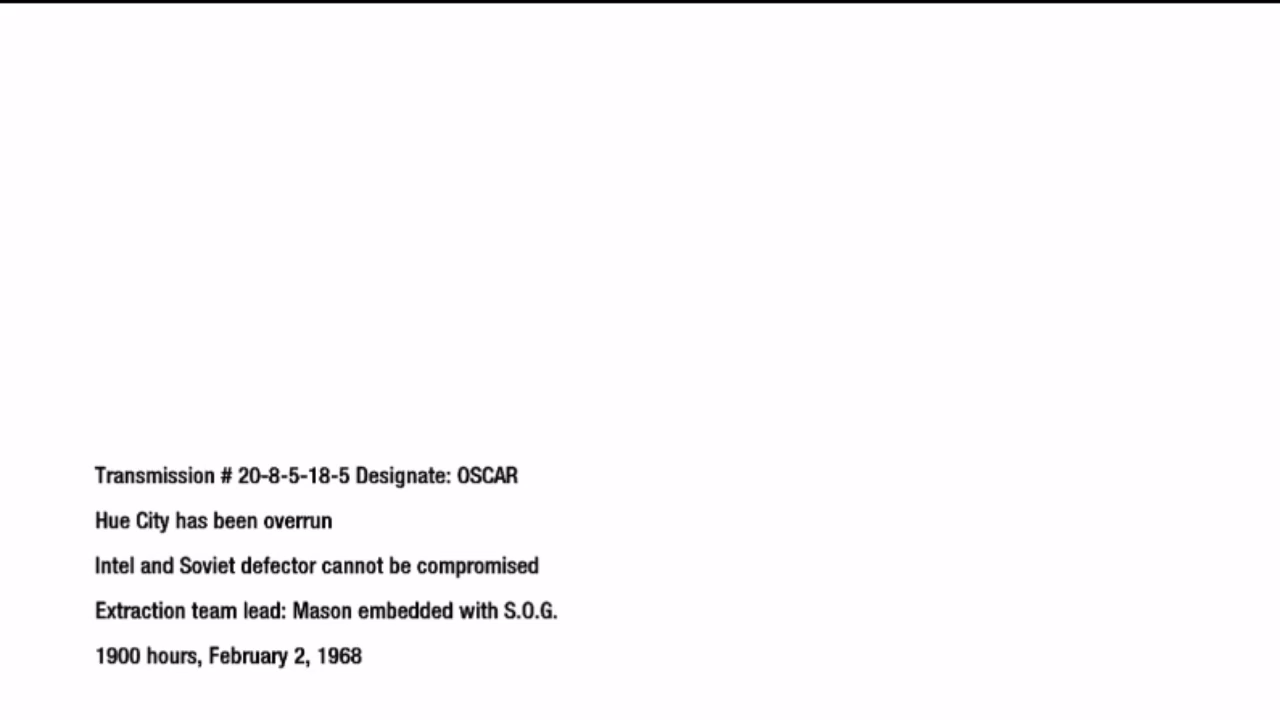 Transmission # 20-8-5-18-5 Designate: OSCAR
Hue City has been overrun
Intel and Soviet defector cannot be compromised
Extraction team lead: Mason embedded with S.O.G.
1900 hours, February 2, 1968